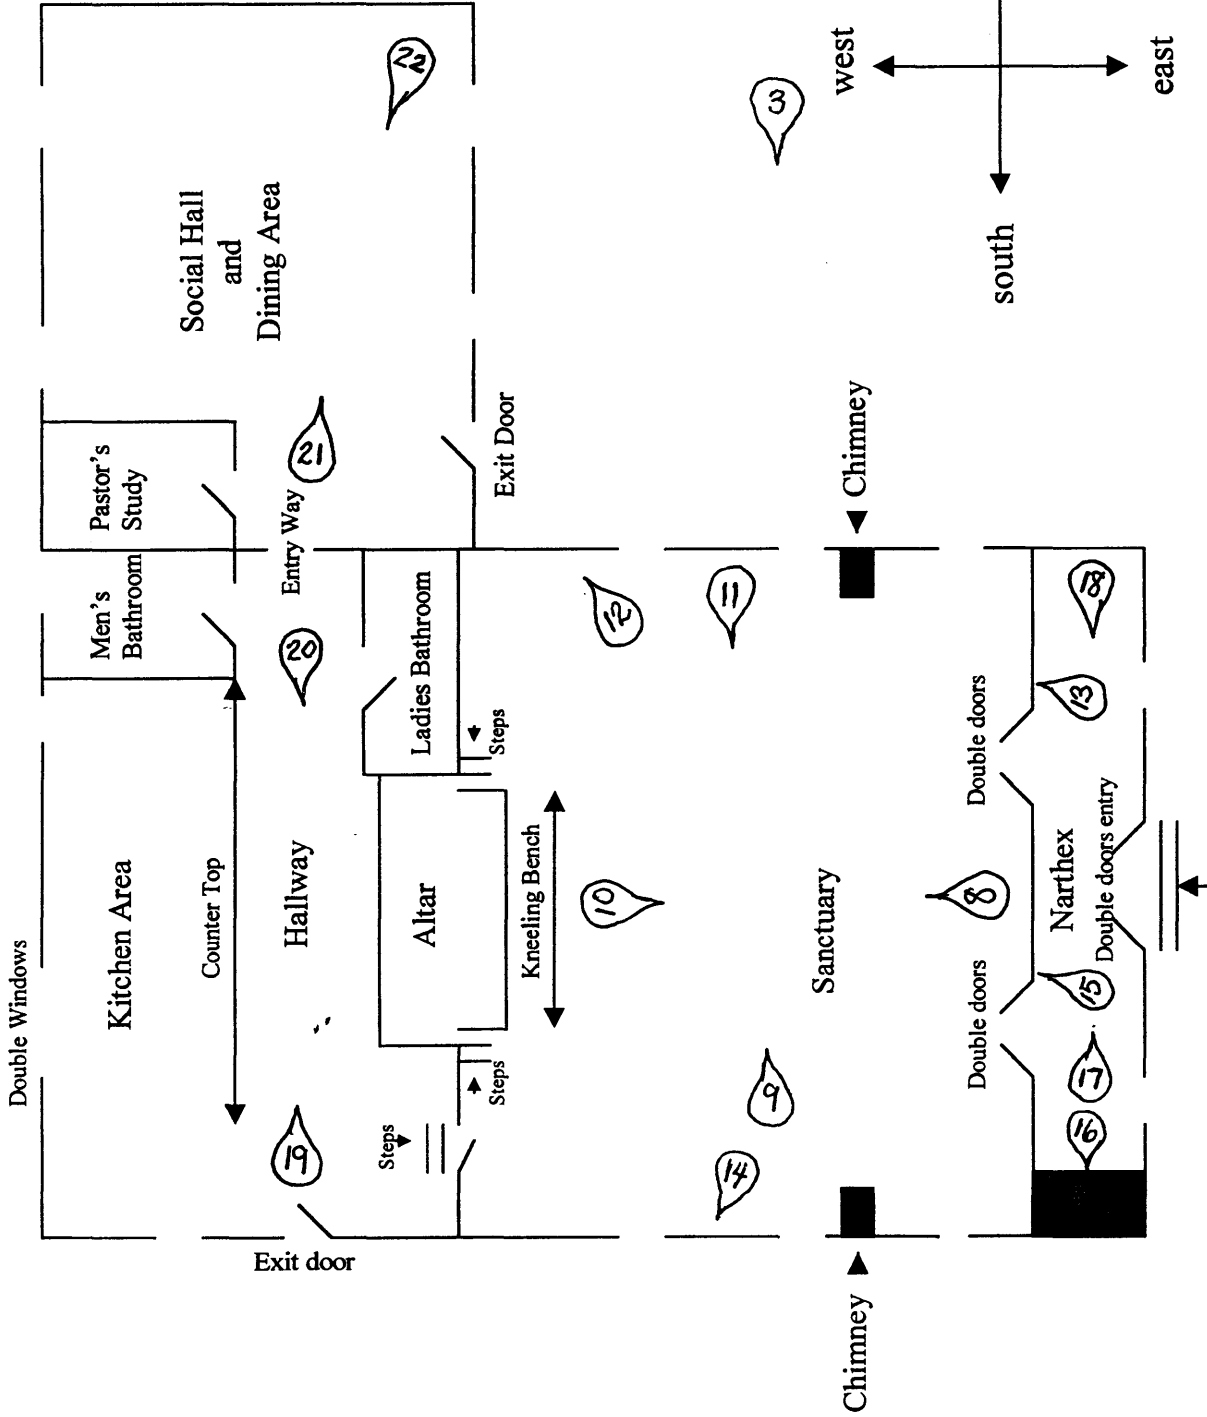 Double Windows
Kitchen Area
Counter Top
Hallway
Men's
Bathroom
Pastor's
Study
Social Hall
and
Dining Area
Entry Way
Ladies Bathroom
Exit Door
Exit door
Steps
Steps
Steps
Altar
Kneeling Bench
Sanctuary
Chimney
Chimney
Double doors
Double doors
Narthex
Double doors entry
west
east
south
3
8
9
10
11
12
13
14
15
16
17
18
19
20
21
22